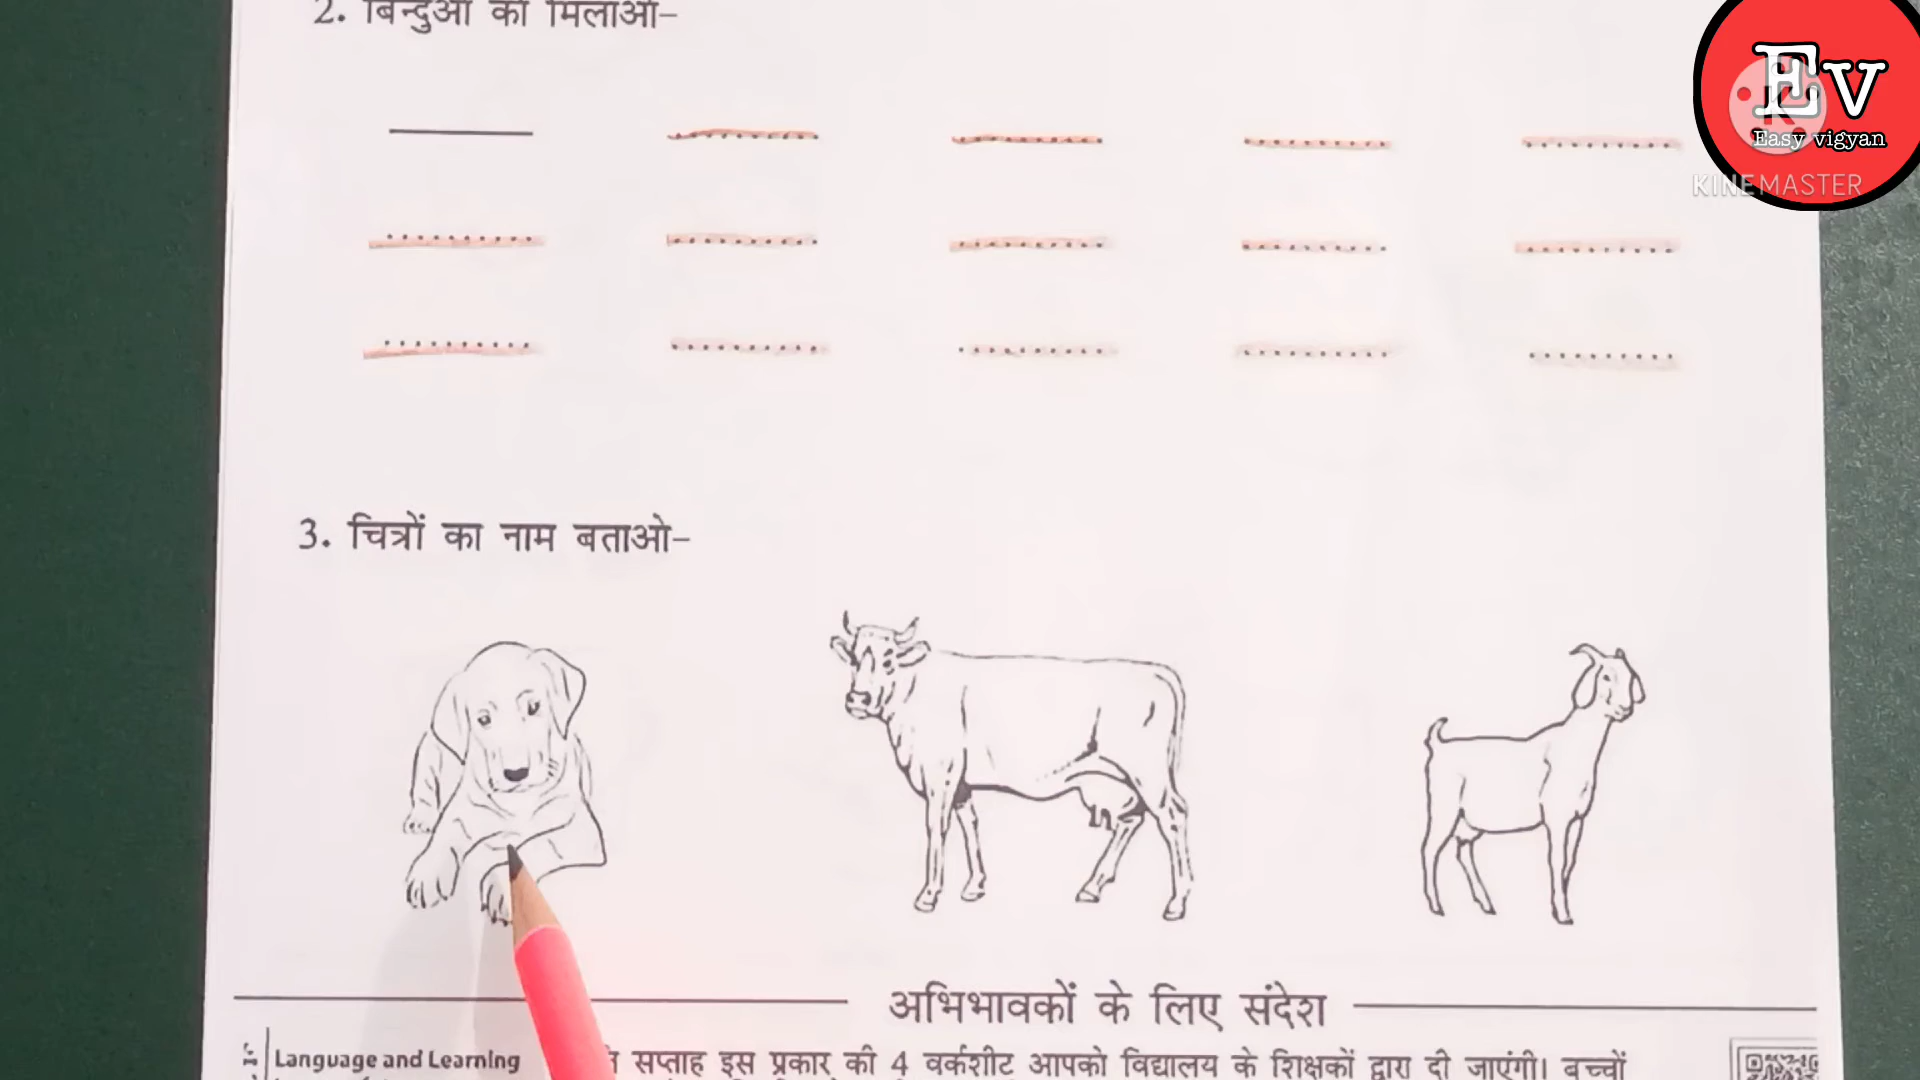 2. बिन्दुओं को मिलाओ–
Ev
Easy vigyan
KINEMASTER
3. चित्रों का नाम बताओ–
अभिभावकों के लिए संदेश
Language and Learning
सप्ताह इस प्रकार की 4 वर्कशीट आपको विद्यालय के शिक्षकों द्वारा दी जाएंगी। बच्चों